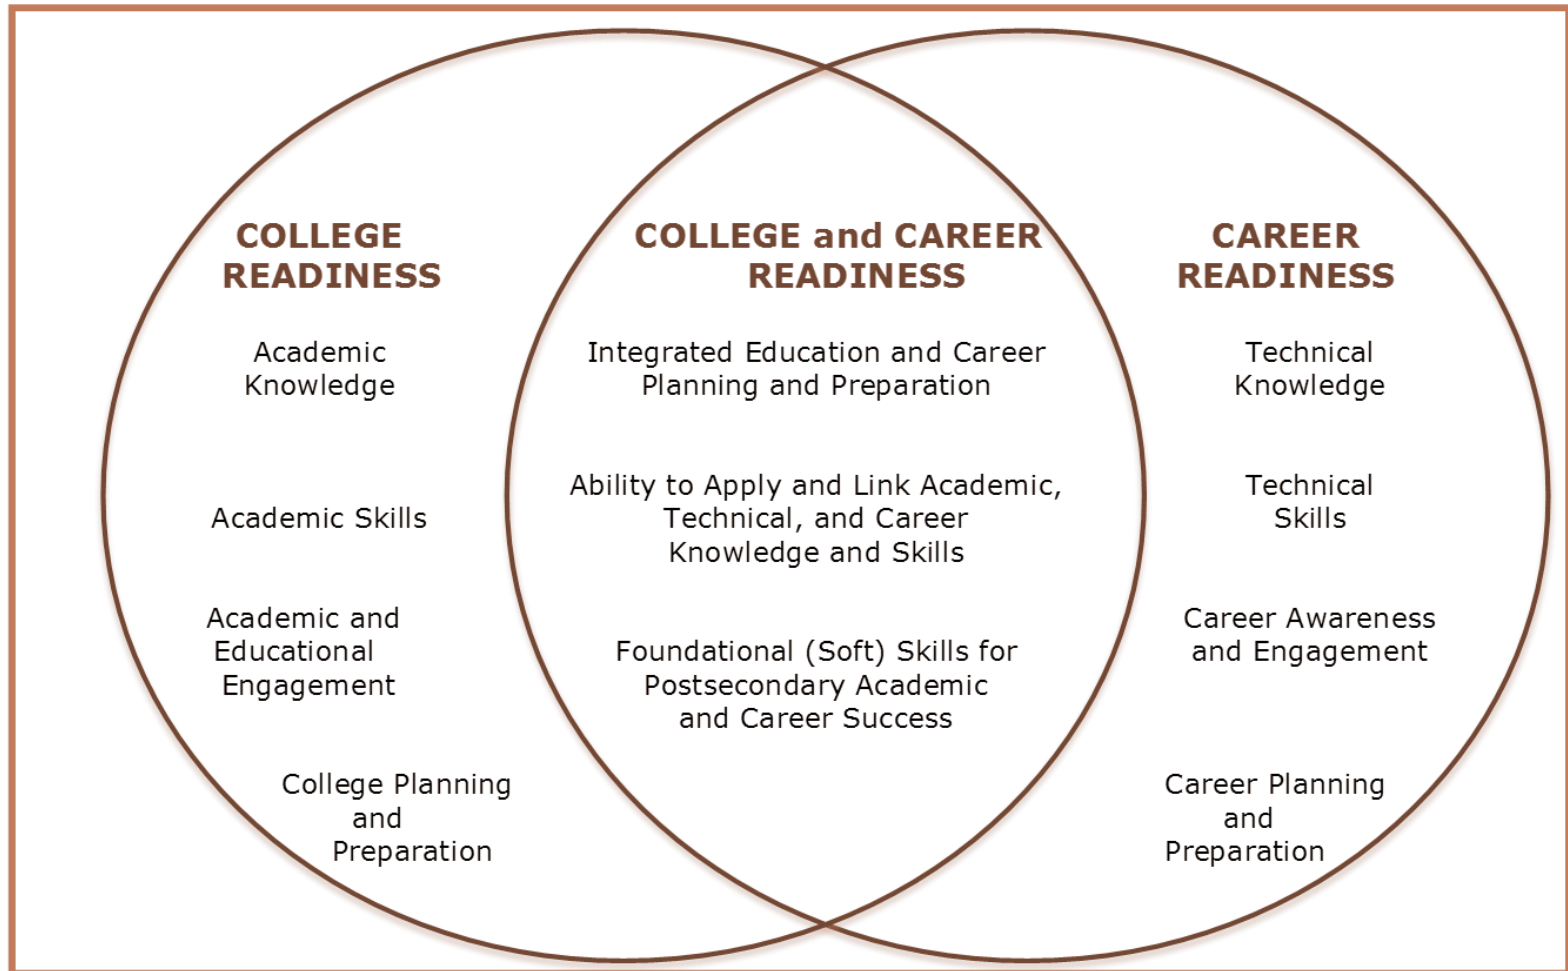 COLLEGE
READINESS
Academic
Knowledge
Academic Skills
Academic and
Educational
Engagement
College Planning
and
Preparation
COLLEGE and CAREER
READINESS
Integrated Education and Career
Planning and Preparation
Ability to Apply and Link Academic,
Technical, and Career
Knowledge and Skills
Foundational (Soft) Skills for
Postsecondary Academic
and Career Success
CAREER
READINESS
Technical
Knowledge
Technical
Skills
Career Awareness
and Engagement
Career Planning
and
Preparation